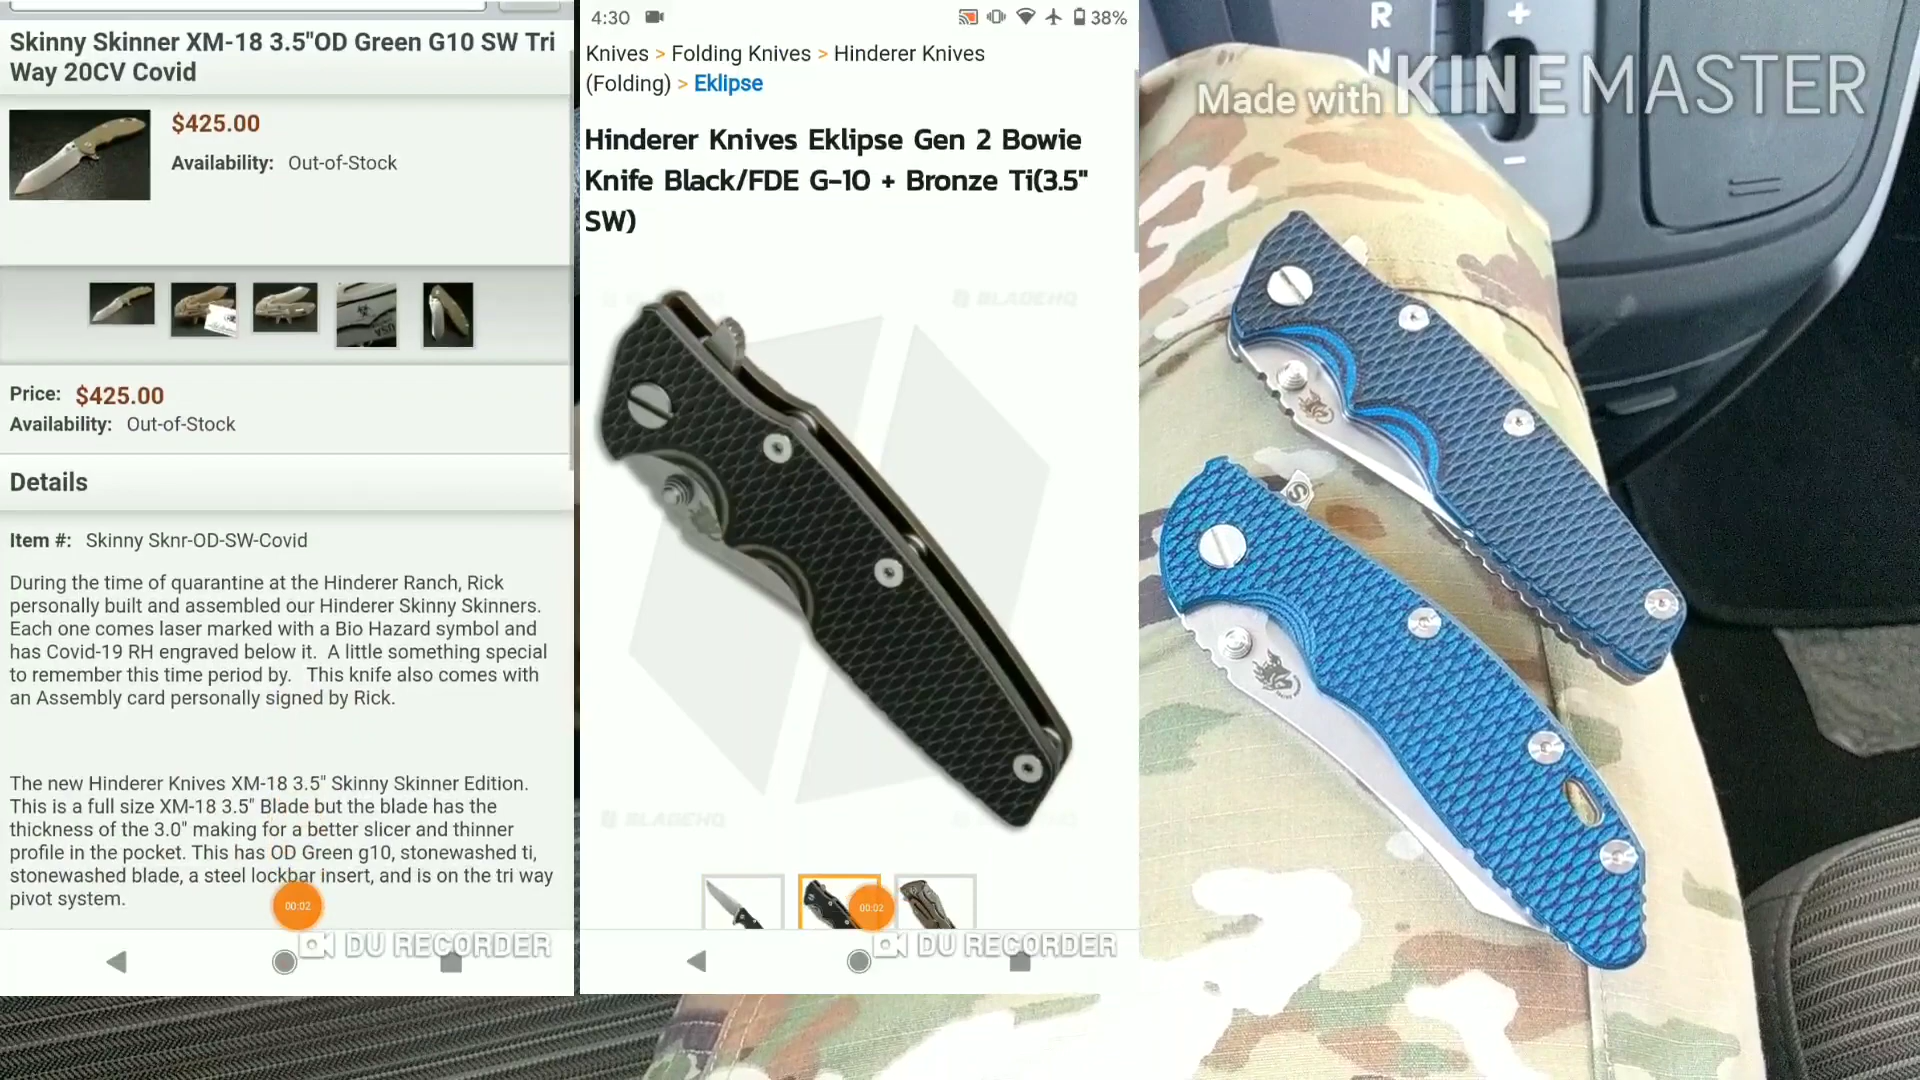 Skinny Skinner XM-18 3.5"OD Green G10 SW Tri
Way 20CV Covid
$425.00
Availability: Out-of-Stock
USA
Price: $425.00
Availability: Out-of-Stock
Details
Item #: Skinny Sknr-OD-SW-Covid
During the time of quarantine at the Hinderer Ranch, Rick
personally built and assembled our Hinderer Skinny Skinners.
Each one comes laser marked with a Bio Hazard symbol and
has Covid-19 RH engraved below it. A little something special
to remember this time period by. This knife also comes with
an Assembly card personally signed by Rick.
The new Hinderer Knives XM-18 3.5" Skinny Skinner Edition.
This is a full size XM-18 3.5" Blade but the blade has the
thickness of the 3.0" making for a better slicer and thinner
profile in the pocket. This has OD Green g10, stonewashed ti,
stonewashed blade, a steel lockbar insert, and is on the tri way
pivot system.
00:02
DU RECORDER
4:30
38%
Knives > Folding Knives > Hinderer Knives
(Folding) > Eklipse
Hinderer Knives Eklipse Gen 2 Bowie
Knife Black/FDE G-10 + Bronze Ti(3.5"
SW)
BLADEHQ
BLADEHQ
BLADEHQ
00:02
DU RECORDER
R
N
+
-
Made with KINEMASTER
S